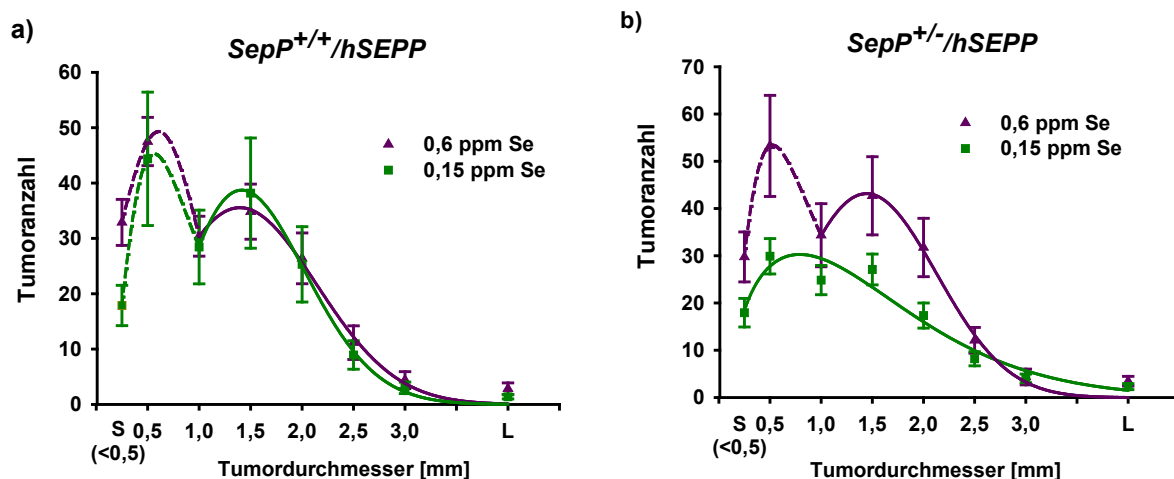 a)
SepP+/+/hSEPP
60
50
40
30
20
10
0
Tumoranzahl
0,6 ppm Se
0,15 ppm Se
S 0,5 1,0 1,5 2,0 2,5 3,0 L
(<0,5)
Tumordurchmesser [mm]
b)
SepP+/-/hSEPP
70
60
50
40
30
20
10
0
Tumoranzahl
0,6 ppm Se
0,15 ppm Se
S 0,5 1,0 1,5 2,0 2,5 3,0 L
(<0,5)
Tumordurchmesser [mm]